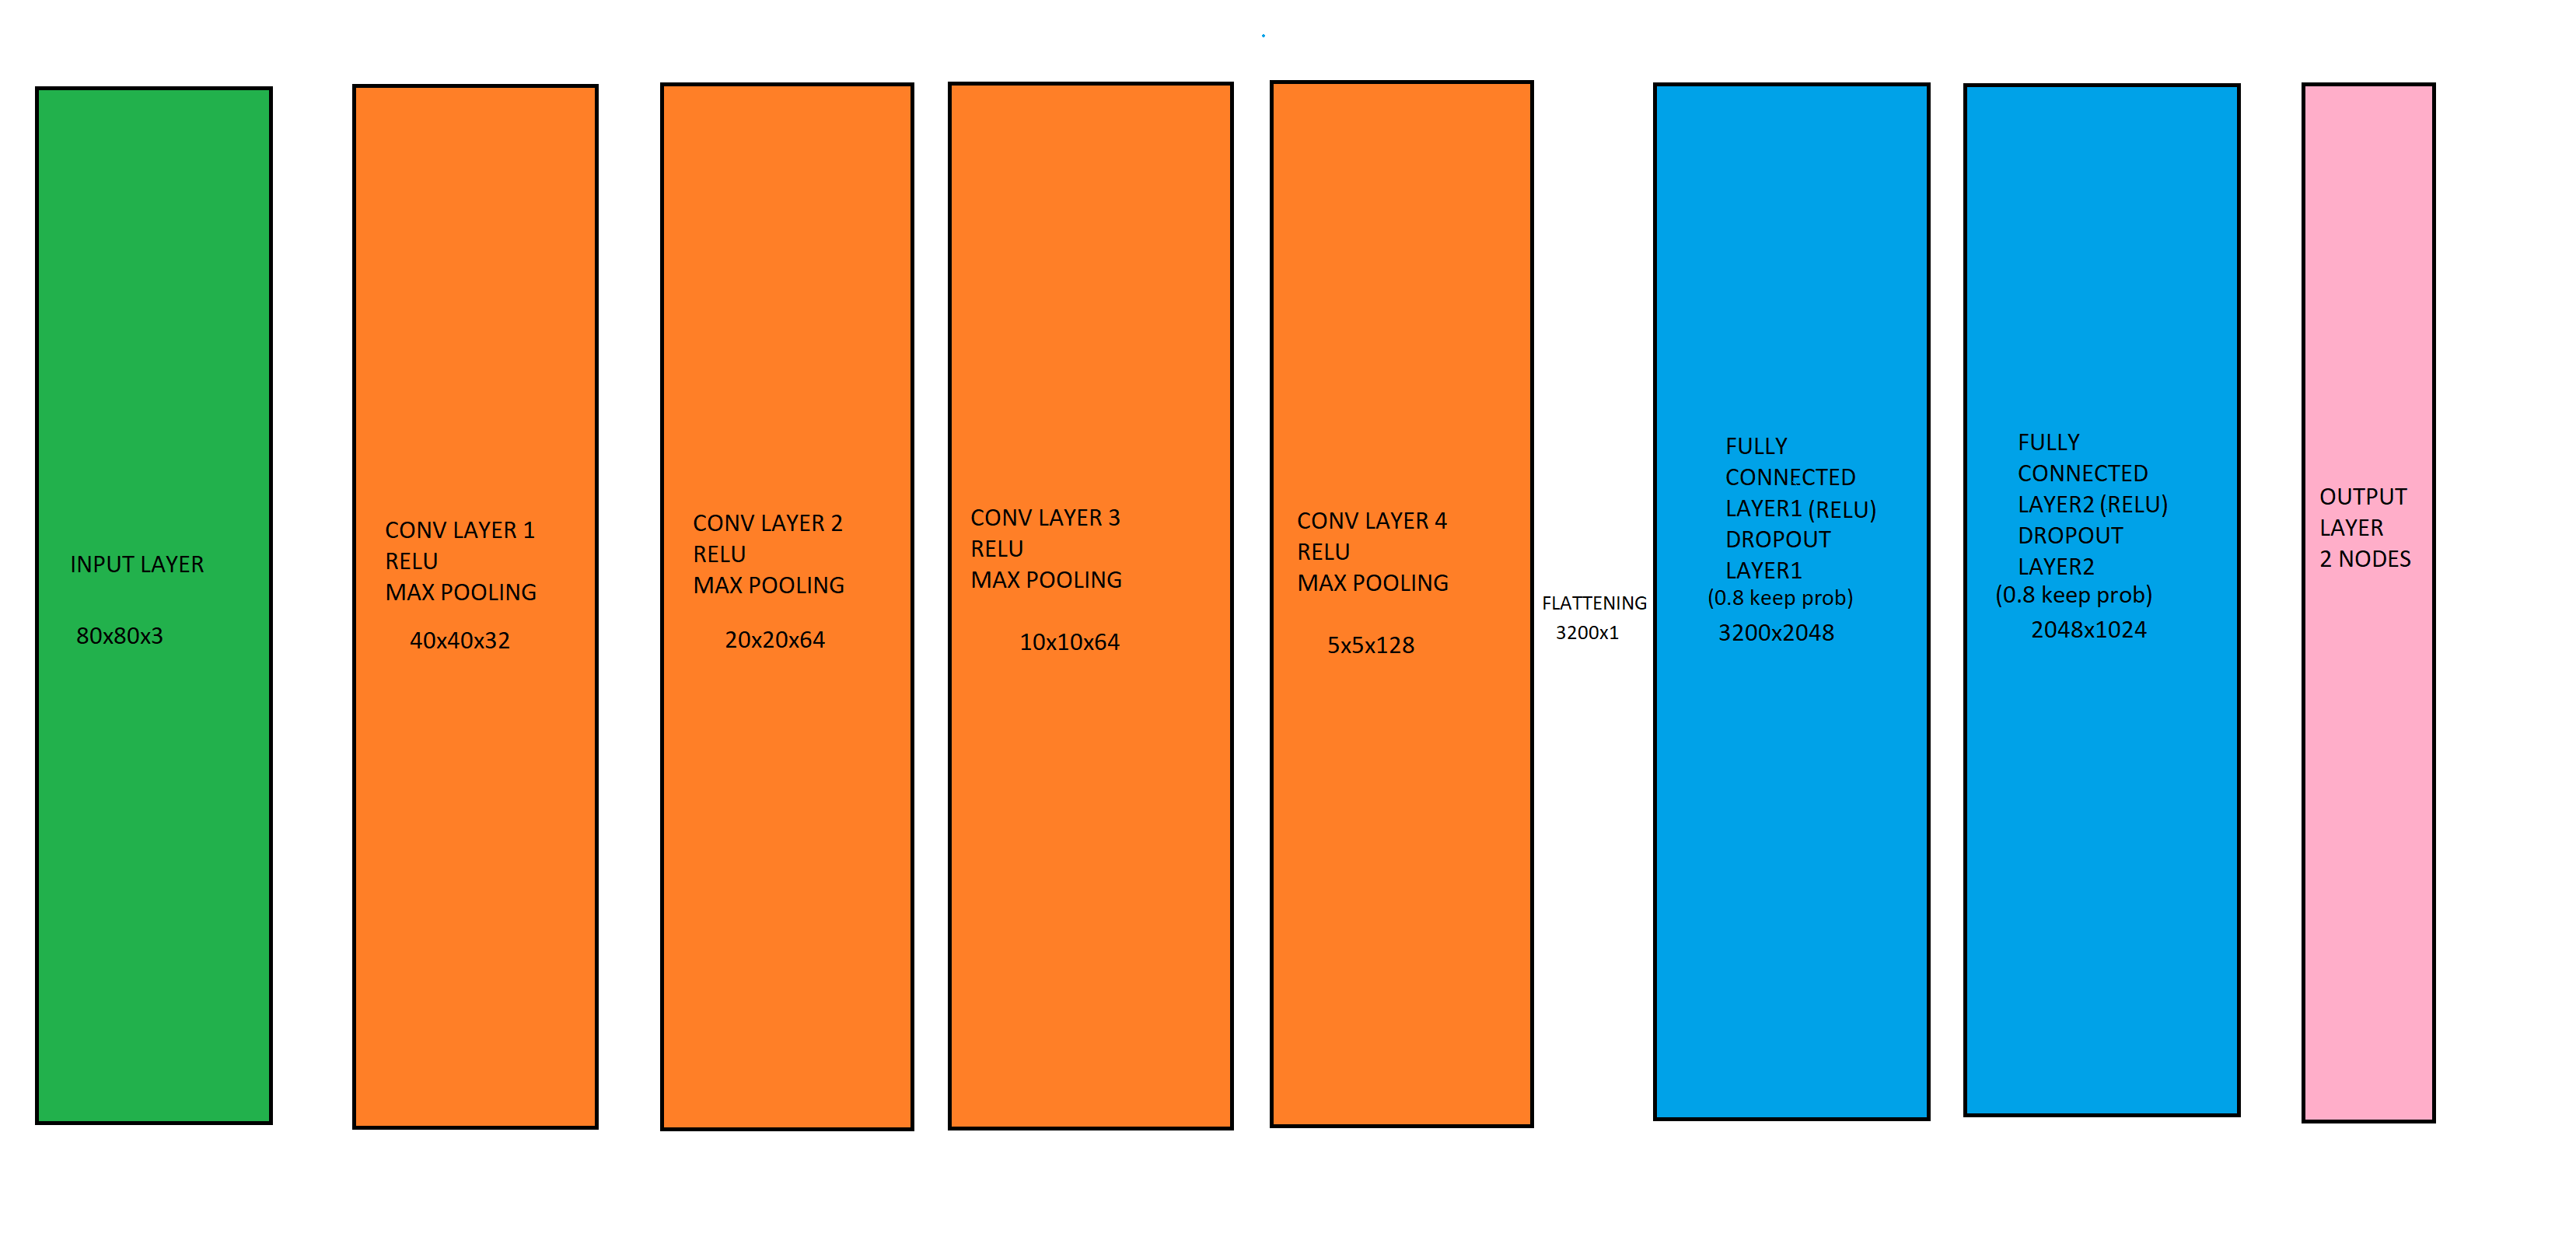 INPUT LAYER
80x80x3
CONV LAYER 1
RELU
MAX POOLING
40x40x32
CONV LAYER 2
RELU
MAX POOLING
20x20x64
CONV LAYER 3
RELU
MAX POOLING
10x10x64
CONV LAYER 4
RELU
MAX POOLING
5x5x128
FLATTENING
3200x1
FULLY
CONNECTED
LAYER1 (RELU)
DROPOUT
LAYER1
(0.8 keep prob)
3200x2048
FULLY
CONNECTED
LAYER2 (RELU)
DROPOUT
LAYER2
(0.8 keep prob)
2048x1024
OUTPUT
LAYER
2 NODES